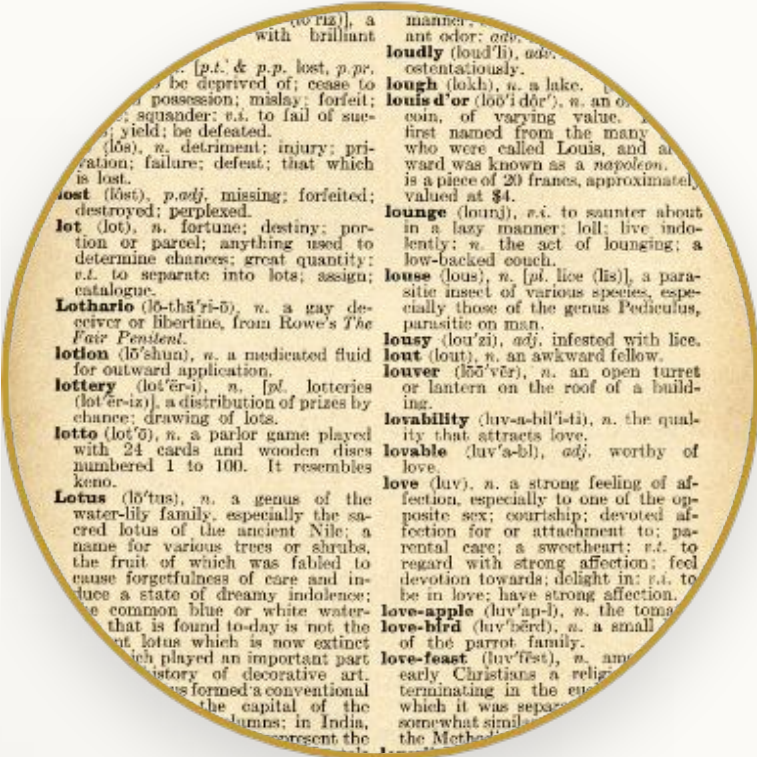 with brilliant
[p.t. & p.p. lost, p.pr.
be deprived of; cease to
possession; mislay; forfeit;
squander: v.i. to fail of suc-
yield; be defeated.
(lôs), n. detriment; injury; pri-
vation; failure; defeat; that which
is lost.
lost (lôst), p.adj. missing; forfeited;
destroyed; perplexed.
lot (lot), n. fortune; destiny; por-
tion or parcel; anything used to
determine chances; great quantity:
v.t. to separate into lots; assign;
catalogue.
Lothario (lō-thā′ri-ō), n. a gay de-
ceiver or libertine, from Rowe's The
Fair Penitent.
lotion (lō′shun), n. a medicated fluid
for outward application.
lottery (lot′ẽr-i), n. [pl. lotteries
(lot′ẽr-iz)], a distribution of prizes by
chance; drawing of lots.
lotto (lot′ō), n. a parlor game played
with 24 cards and wooden discs
numbered 1 to 100. It resembles
keno.
Lotus (lō′tus), n. a genus of the
water-lily family, especially the sa-
cred lotus of the ancient Nile; a
name for various trees or shrubs,
the fruit of which was fabled to
cause forgetfulness of care and in-
duce a state of dreamy indolence;
common blue or white water-
that is found to-day is not the
lotus which is now extinct
played an important part
of decorative art.
formed a conventional
the capital of the
in India,
the
manner;
ant odor: adv.
loudly (loud′li), adv.
ostentatiously.
lough (lokh), n. a lake.
louis d'or (lōō′i dôr′), n. an
coin, of varying value.
first named from the many
who were called Louis, and
ward was known as a napoleon.
is a piece of 20 francs, approximately
valued at $4.
lounge (lounj), v.i. to saunter about
in a lazy manner; loll; live indo-
lently: n. the act of lounging; a
low-backed couch.
louse (lous), n. [pl. lice (līs)], a para-
sitic insect of various species, espe-
cially those of the genus Pediculus,
parasitic on man.
lousy (lou′zi), adj. infested with lice.
lout (lout), n. an awkward fellow.
louver (lōō′vẽr), n. an open turret
or lantern on the roof of a build-
ing.
lovability (luv-a-bil′i-ti), n. the qual-
ity that attracts love.
lovable (luv′a-bl), adj. worthy of
love.
love (luv), n. a strong feeling of af-
fection, especially to one of the op-
posite sex; courtship; devoted af-
fection for or attachment to; pa-
rental care; a sweetheart: v.t. to
regard with strong affection; feel
devotion towards; delight in: v.i. to
be in love; have strong affection.
love-apple (luv′ap-l), n. the
love-bird (luv′bẽrd), n. a small
of the parrot family.
love-feast (luv′fēst), n.
early Christians a
terminating in the
which it was
somewhat
the